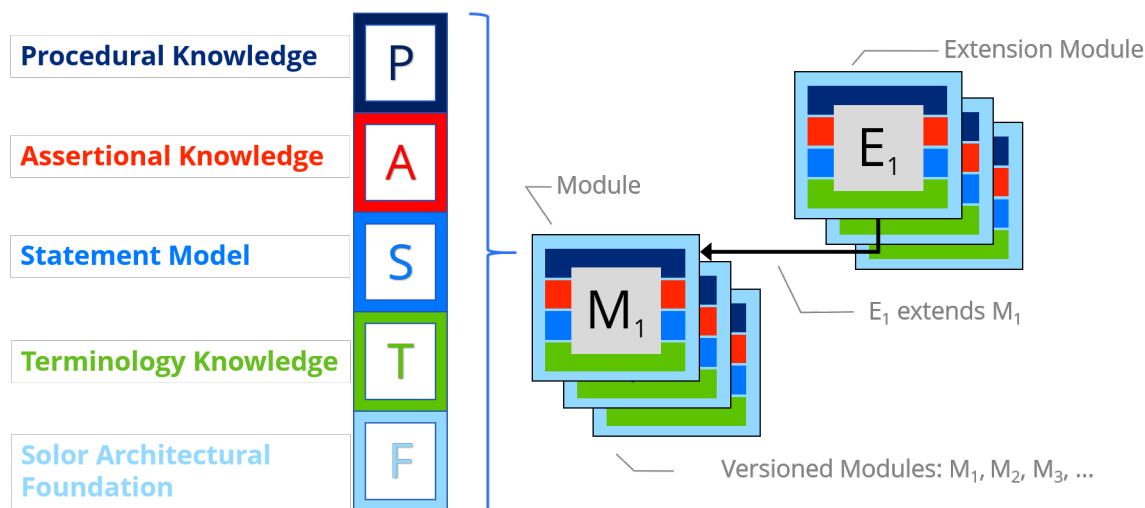 Procedural Knowledge
P
Assertional Knowledge
A
Statement Model
S
Terminology Knowledge
T
Solor Architectural
Foundation
F
Extension Module
E₁
Module
M₁
E₁ extends M₁
Versioned Modules: M₁, M₂, M₃, ...